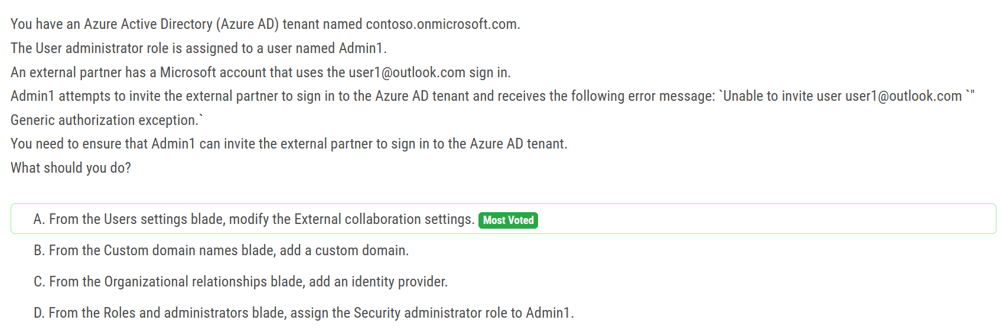 You have an Azure Active Directory (Azure AD) tenant named contoso.onmicrosoft.com.
The User administrator role is assigned to a user named Admin1.
An external partner has a Microsoft account that uses the user1@outlook.com sign in.
Admin1 attempts to invite the external partner to sign in to the Azure AD tenant and receives the following error message: `Unable to invite user user1@outlook.com `"
Generic authorization exception.`
You need to ensure that Admin1 can invite the external partner to sign in to the Azure AD tenant.
What should you do?
A. From the Users settings blade, modify the External collaboration settings. Most Voted
B. From the Custom domain names blade, add a custom domain.
C. From the Organizational relationships blade, add an identity provider.
D. From the Roles and administrators blade, assign the Security administrator role to Admin1.